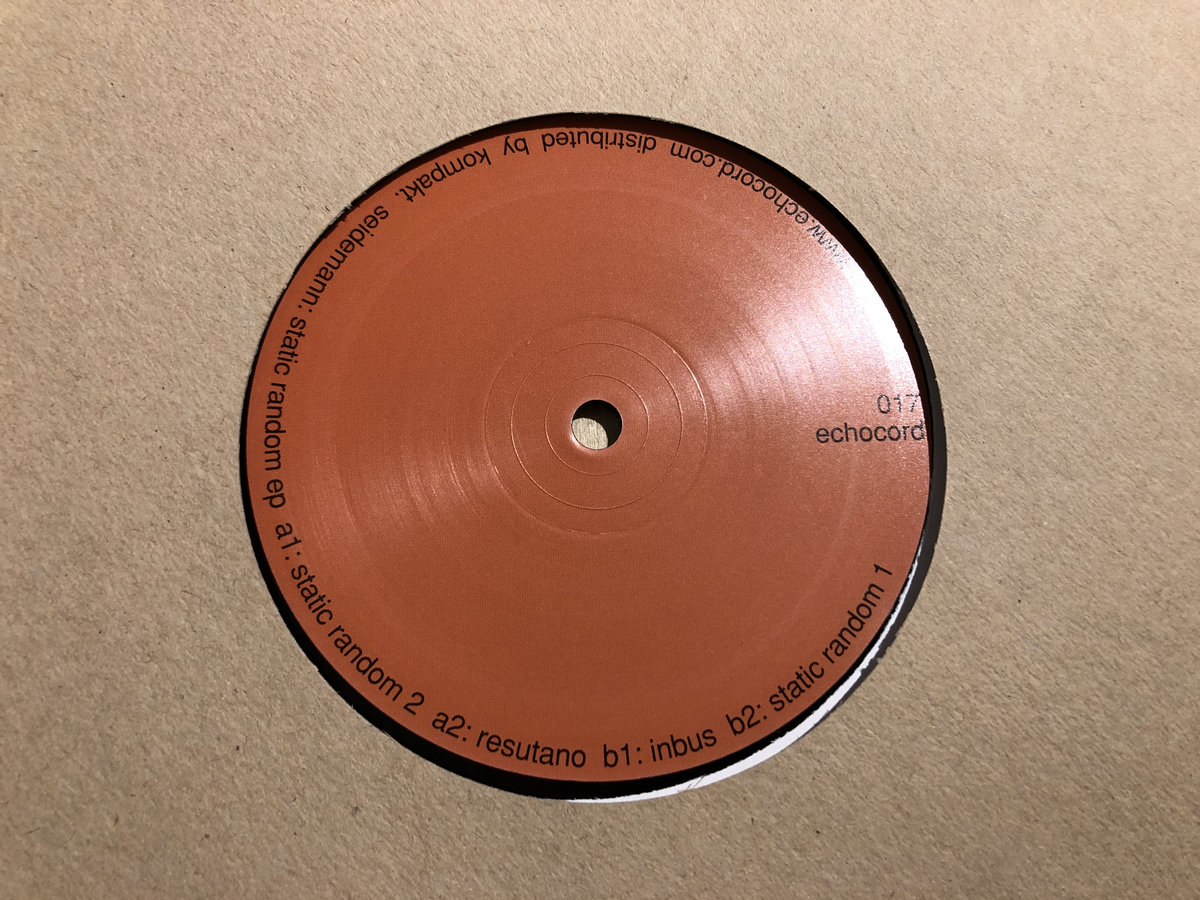 017
echocord
seidemann: static random ep a1: static random 2 a2: resutano b1: inbus b2: static random 1
www.echocord.com distributed by kompakt.